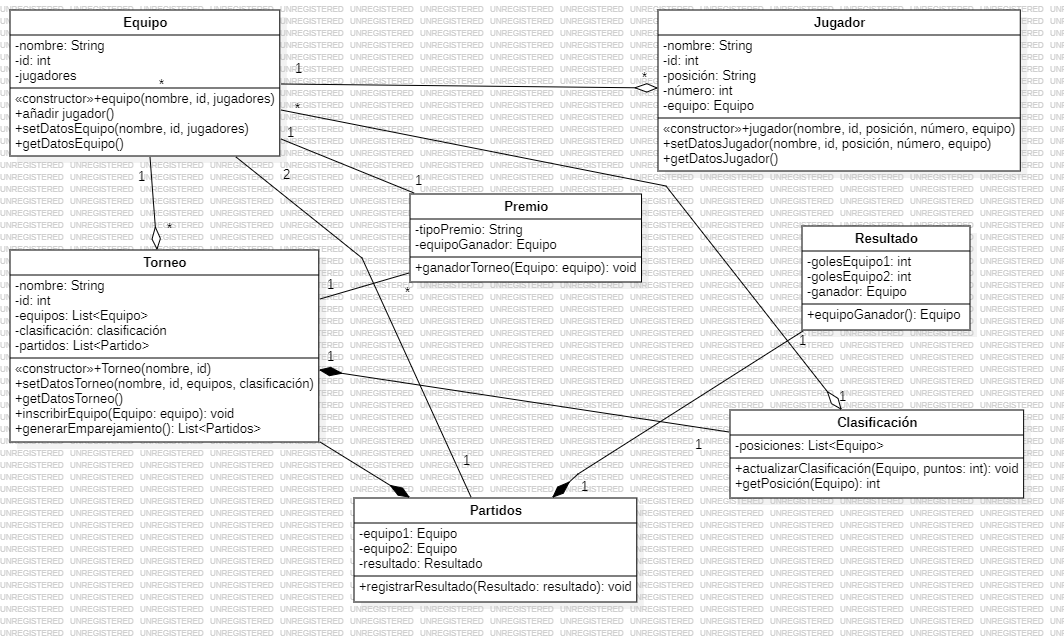 Equipo
-nombre: String
-id: int
-jugadores
*
«constructor»+equipo(nombre, id, jugadores)
+añadir jugador()
+setDatosEquipo(nombre, id, jugadores)
+getDatosEquipo()
Jugador
-nombre: String
-id: int
-posición: String
-número: int
-equipo: Equipo
«constructor»+jugador(nombre, id, posición, número, equipo)
+setDatosJugador(nombre, id, posición, número, equipo)
+getDatosJugador()
1
*
*
1
2
1
1
*
Premio
-tipoPremio: String
-equipoGanador: Equipo
+ganadorTorneo(Equipo: equipo): void
Resultado
-golesEquipo1: int
-golesEquipo2: int
-ganador: Equipo
+equipoGanador(): Equipo
Torneo
-nombre: String
-id: int
-equipos: List<Equipo>
-clasificación: clasificación
-partidos: List<Partido>
«constructor»+Torneo(nombre, id)
+setDatosTorneo(nombre, id, equipos, clasificación)
+getDatosTorneo()
+inscribirEquipo(Equipo: equipo): void
+generarEmparejamiento(): List<Partidos>
1
*
1
1
1
1
1
1
Clasificación
-posiciones: List<Equipo>
+actualizarClasificación(Equipo, puntos: int): void
+getPosición(Equipo): int
Partidos
-equipo1: Equipo
-equipo2: Equipo
-resultado: Resultado
+registrarResultado(Resultado: resultado): void
UNREGISTERED